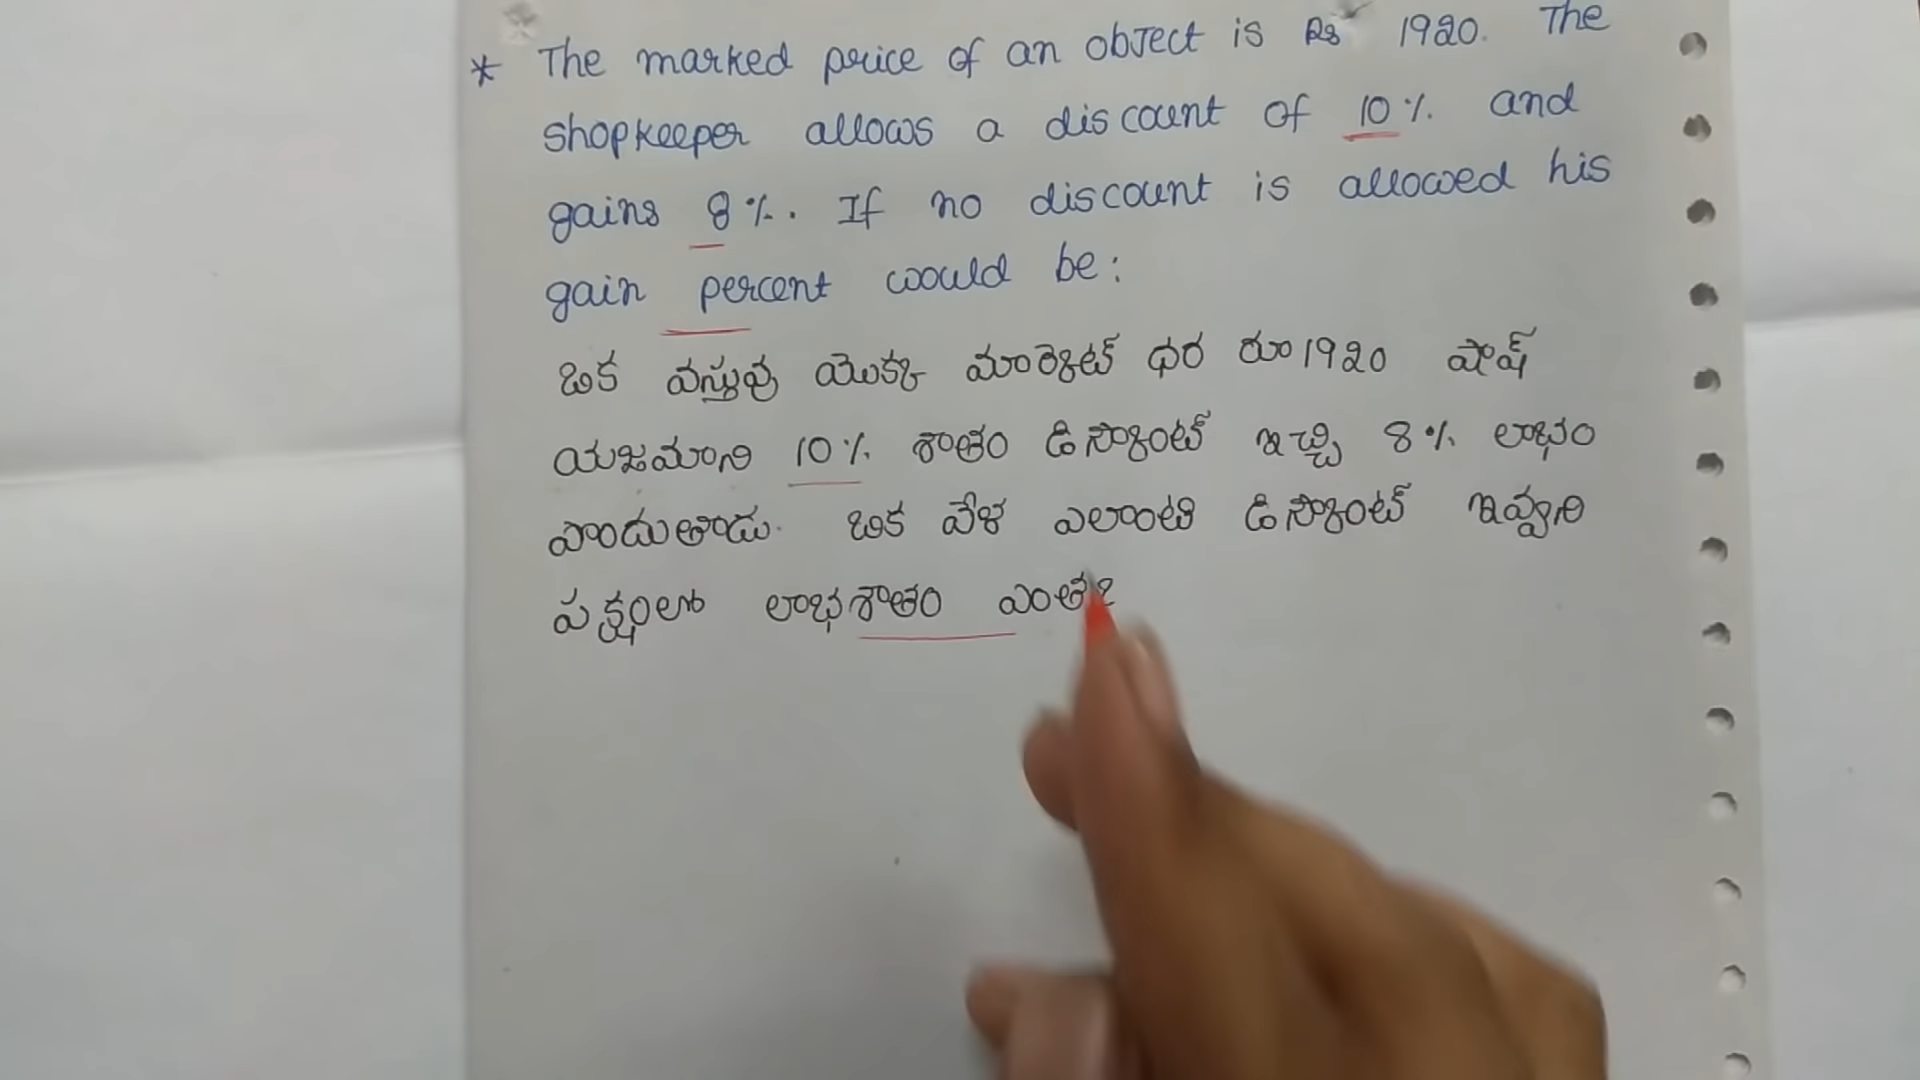 * The marked price of an object is Rs 1920. The
shopkeeper allows a discount of 10%. and
gains 8%. If no discount is allowed his
gain percent would be:
ఒక వస్తువు యొక్క మార్కెట్ ధర రూ1920 షాప్
యజమాని 10% శాతం డిస్కౌంట్ ఇచ్చి 8% లాభం
పొందుతాడు. ఒక వేళ ఎలాంటి డిస్కౌంట్ ఇవ్వని
పక్షంలో లాభశాతం ఎంత?